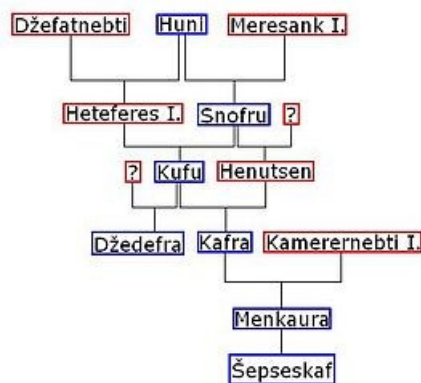 Džefatnebti Huni Meresank I.
Heteferes I. Snofru ?
? Kufu Henutsen
Džedefra Kafra Kamerernebti I.
Menkaura
Šepseskaf